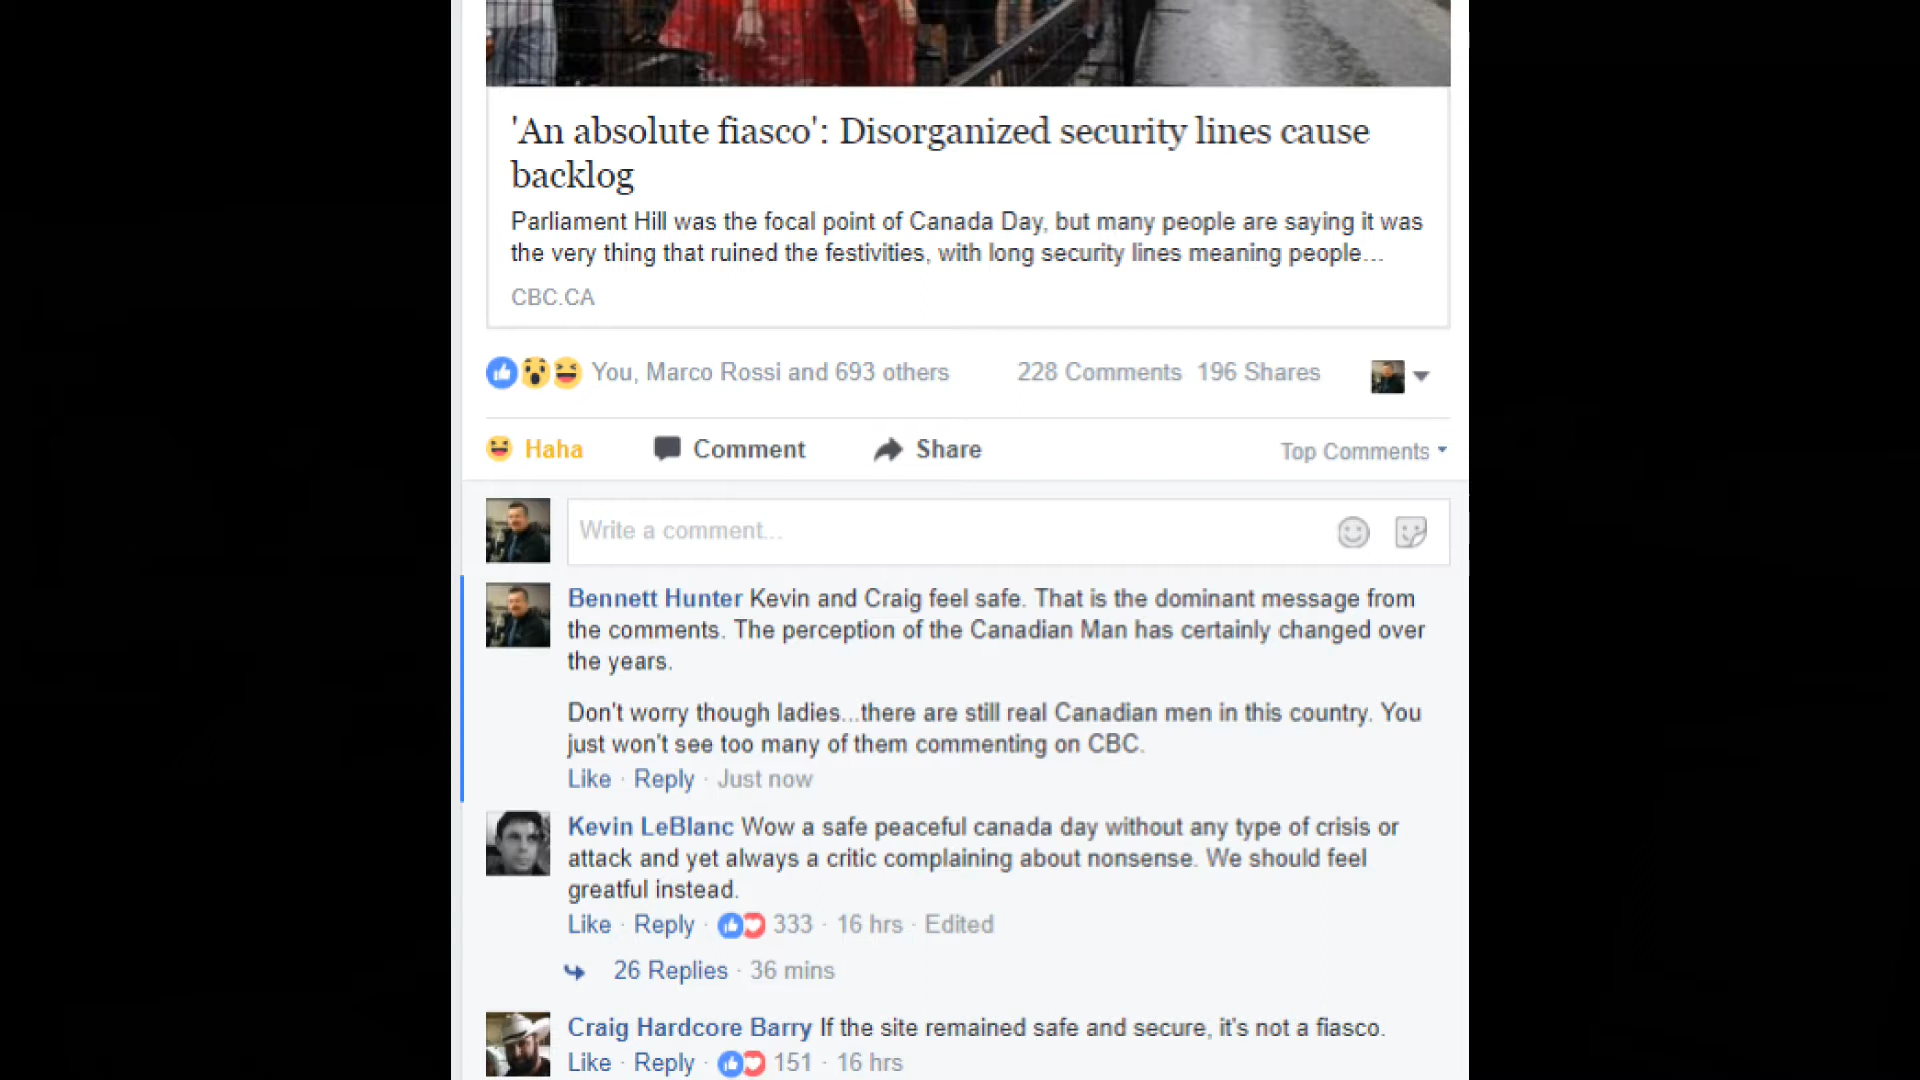 'An absolute fiasco': Disorganized security lines cause
backlog
Parliament Hill was the focal point of Canada Day, but many people are saying it was
the very thing that ruined the festivities, with long security lines meaning people...
CBC.CA
You, Marco Rossi and 693 others 228 Comments 196 Shares
Haha Comment Share Top Comments
Write a comment...
Bennett Hunter Kevin and Craig feel safe. That is the dominant message from
the comments. The perception of the Canadian Man has certainly changed over
the years.
Don't worry though ladies...there are still real Canadian men in this country. You
just won't see too many of them commenting on CBC.
Like · Reply · Just now
Kevin LeBlanc Wow a safe peaceful canada day without any type of crisis or
attack and yet always a critic complaining about nonsense. We should feel
greatful instead.
Like · Reply · 333 · 16 hrs · Edited
26 Replies · 36 mins
Craig Hardcore Barry If the site remained safe and secure, it's not a fiasco.
Like · Reply · 151 · 16 hrs